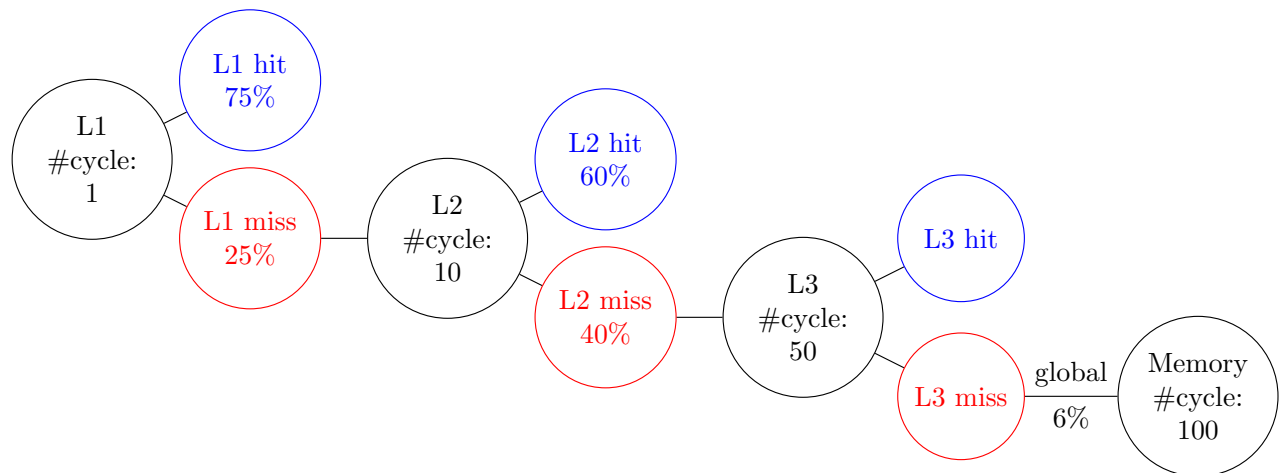 L1
#cycle:
1
L1 hit
75%
L1 miss
25%
L2
#cycle:
10
L2 hit
60%
L2 miss
40%
L3
#cycle:
50
L3 hit
L3 miss
global
6%
Memory
#cycle:
100